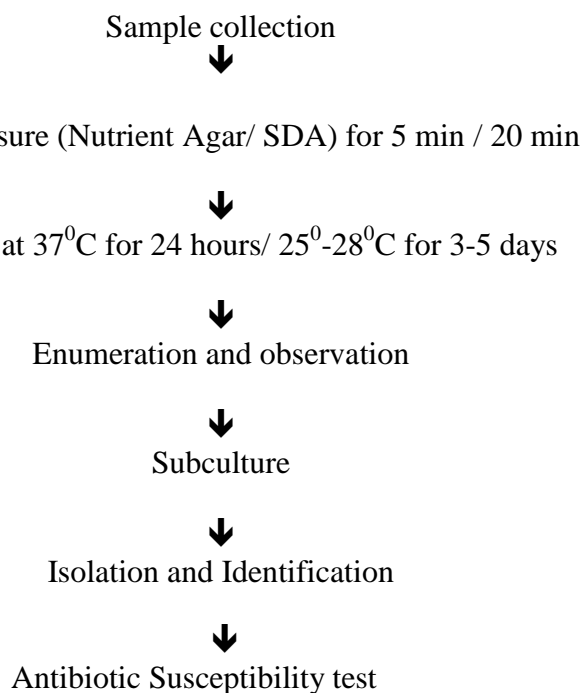 Sample collection
sure (Nutrient Agar/ SDA) for 5 min / 20 min
at 37⁰C for 24 hours/ 25⁰-28⁰C for 3-5 days
Enumeration and observation
Subculture
Isolation and Identification
Antibiotic Susceptibility test